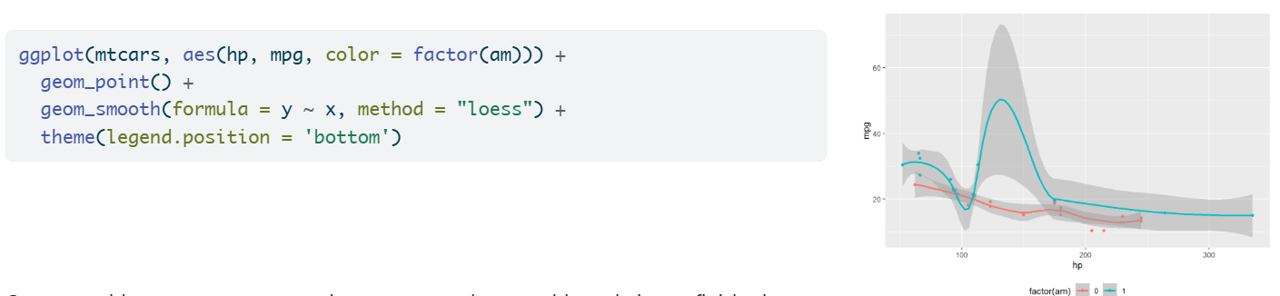 ggplot(mtcars, aes(hp, mpg, color = factor(am))) +
  geom_point() +
  geom_smooth(formula = y ~ x, method = "loess") +
  theme(legend.position = 'bottom')
60
40
20
mpg
100
200
300
hp
factor(am)
0
1